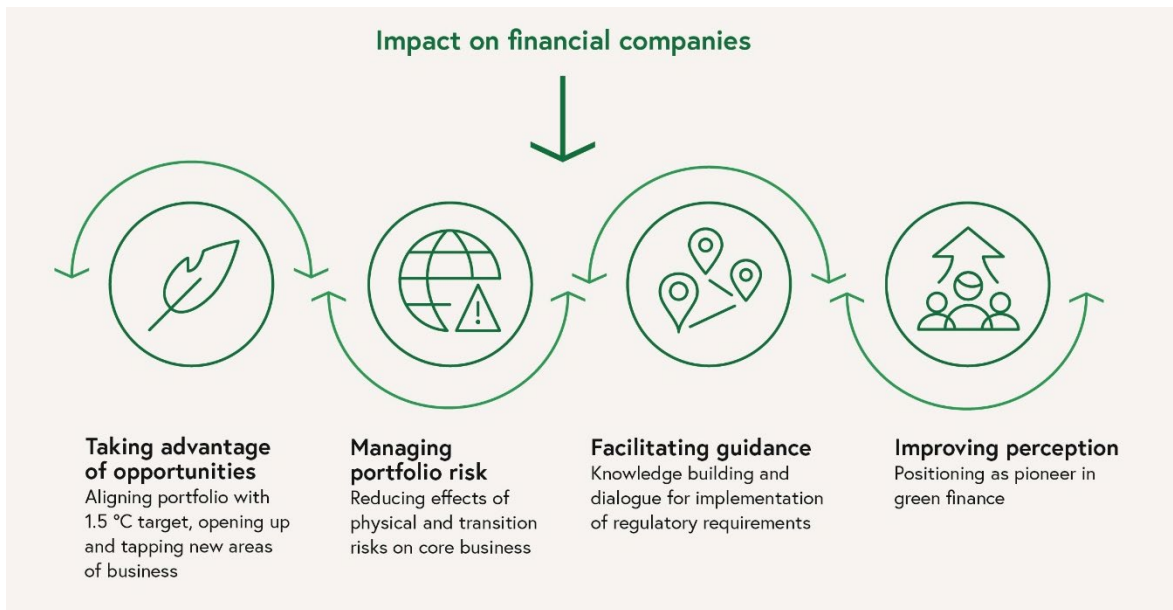 Impact on financial companies
Taking advantage
of opportunities
Aligning portfolio with
1.5 °C target, opening up
and tapping new areas
of business
Managing
portfolio risk
Reducing effects of
physical and transition
risks on core business
Facilitating guidance
Knowledge building and
dialogue for implementation
of regulatory requirements
Improving perception
Positioning as pioneer in
green finance